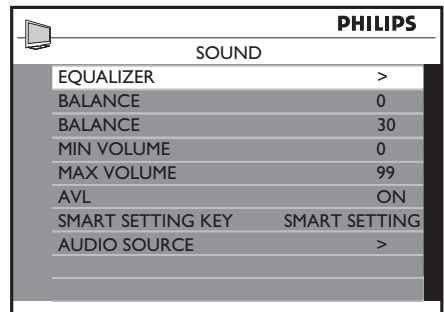 PHILIPS
SOUND
EQUALIZER >
BALANCE 0
BALANCE 30
MIN VOLUME 0
MAX VOLUME 99
AVL ON
SMART SETTING KEY SMART SETTING
AUDIO SOURCE >